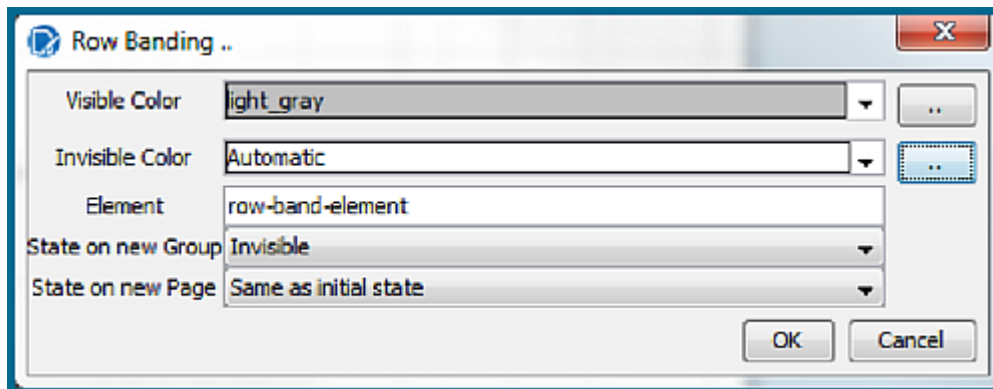 Row Banding ..
Visible Color light_gray ..
Invisible Color Automatic ..
Element row-band-element
State on new Group Invisible
State on new Page Same as initial state
OK Cancel